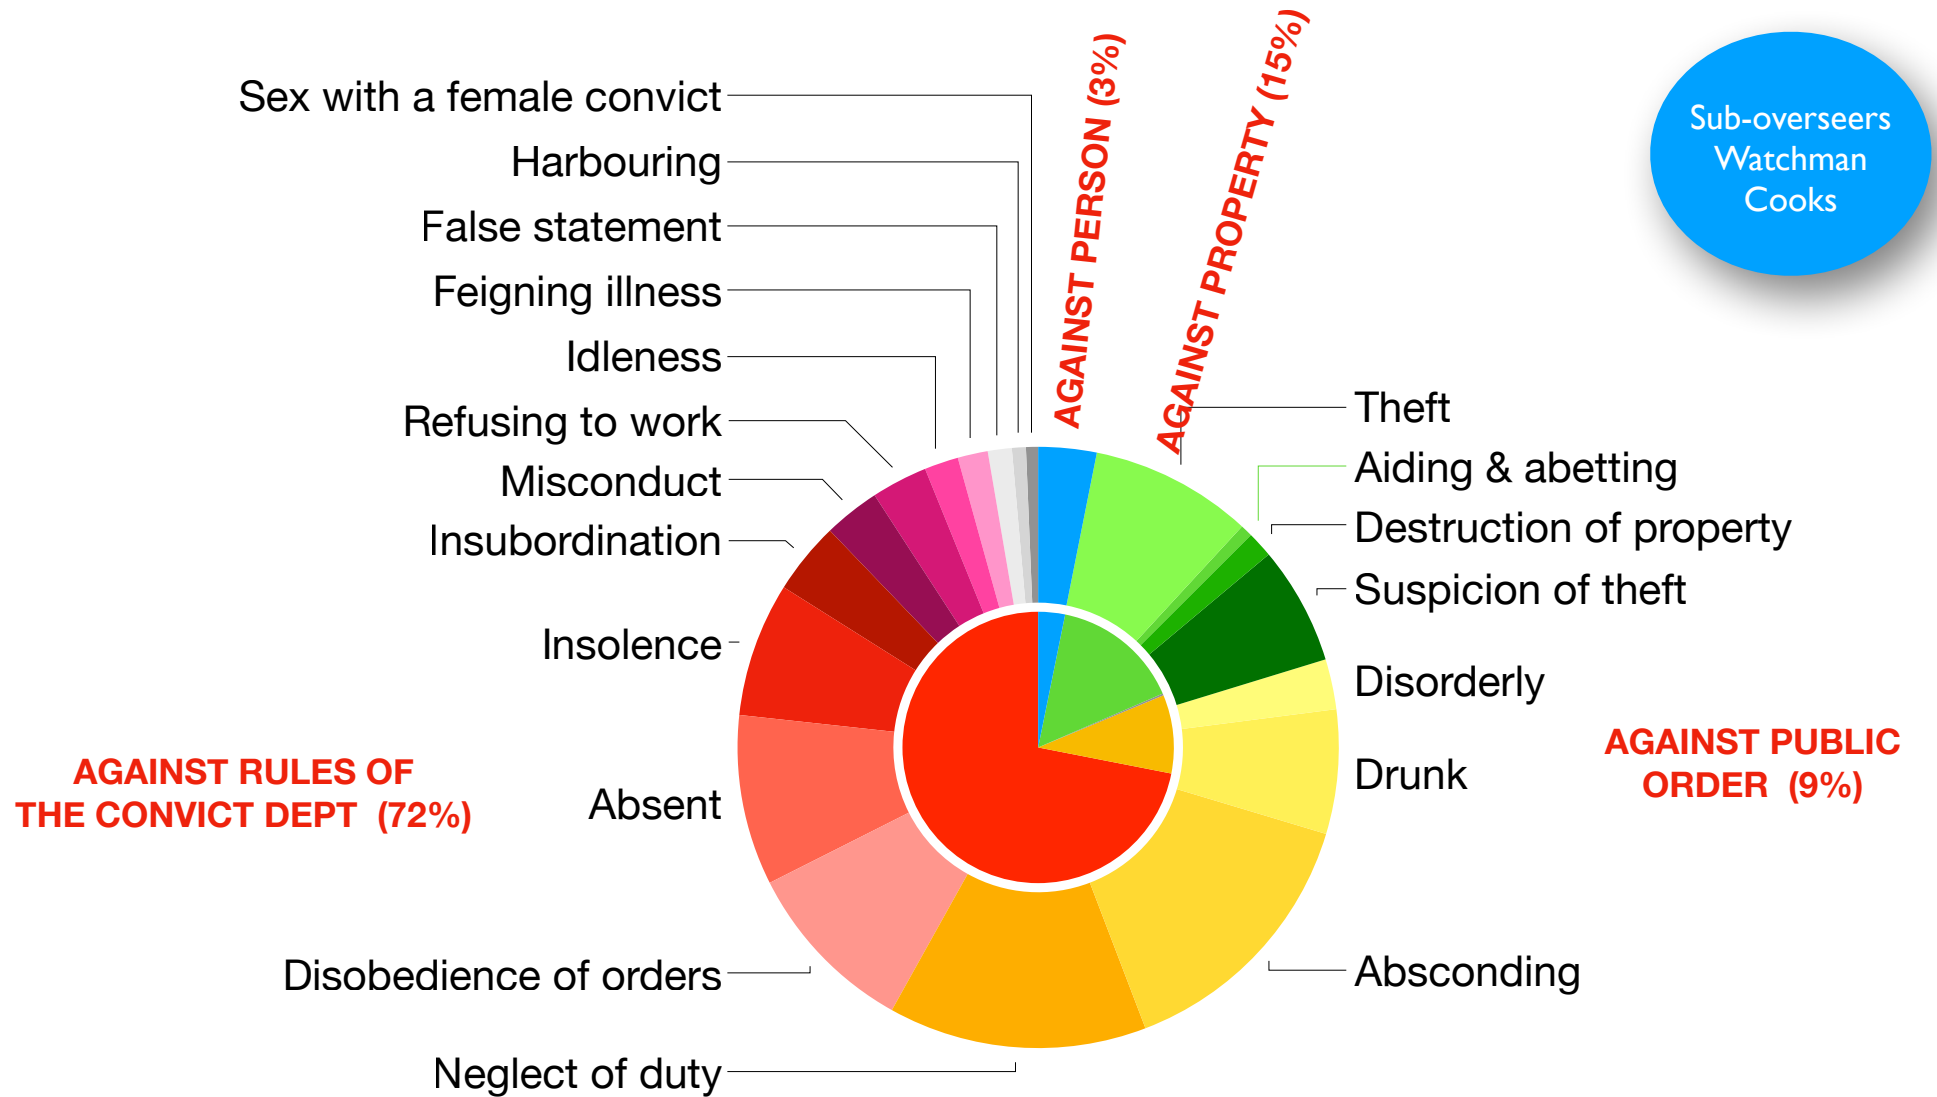 Sex with a female convict
Harbouring
False statement
Feigning illness
Idleness
Refusing to work
Misconduct
Insubordination
Insolence
AGAINST RULES OF
THE CONVICT DEPT (72%)
Absent
Disobedience of orders
Neglect of duty
AGAINST PERSON (3%)
AGAINST PROPERTY (15%)
Sub-overseers
Watchman
Cooks
Theft
Aiding & abetting
Destruction of property
Suspicion of theft
Disorderly
Drunk
AGAINST PUBLIC
ORDER (9%)
Absconding